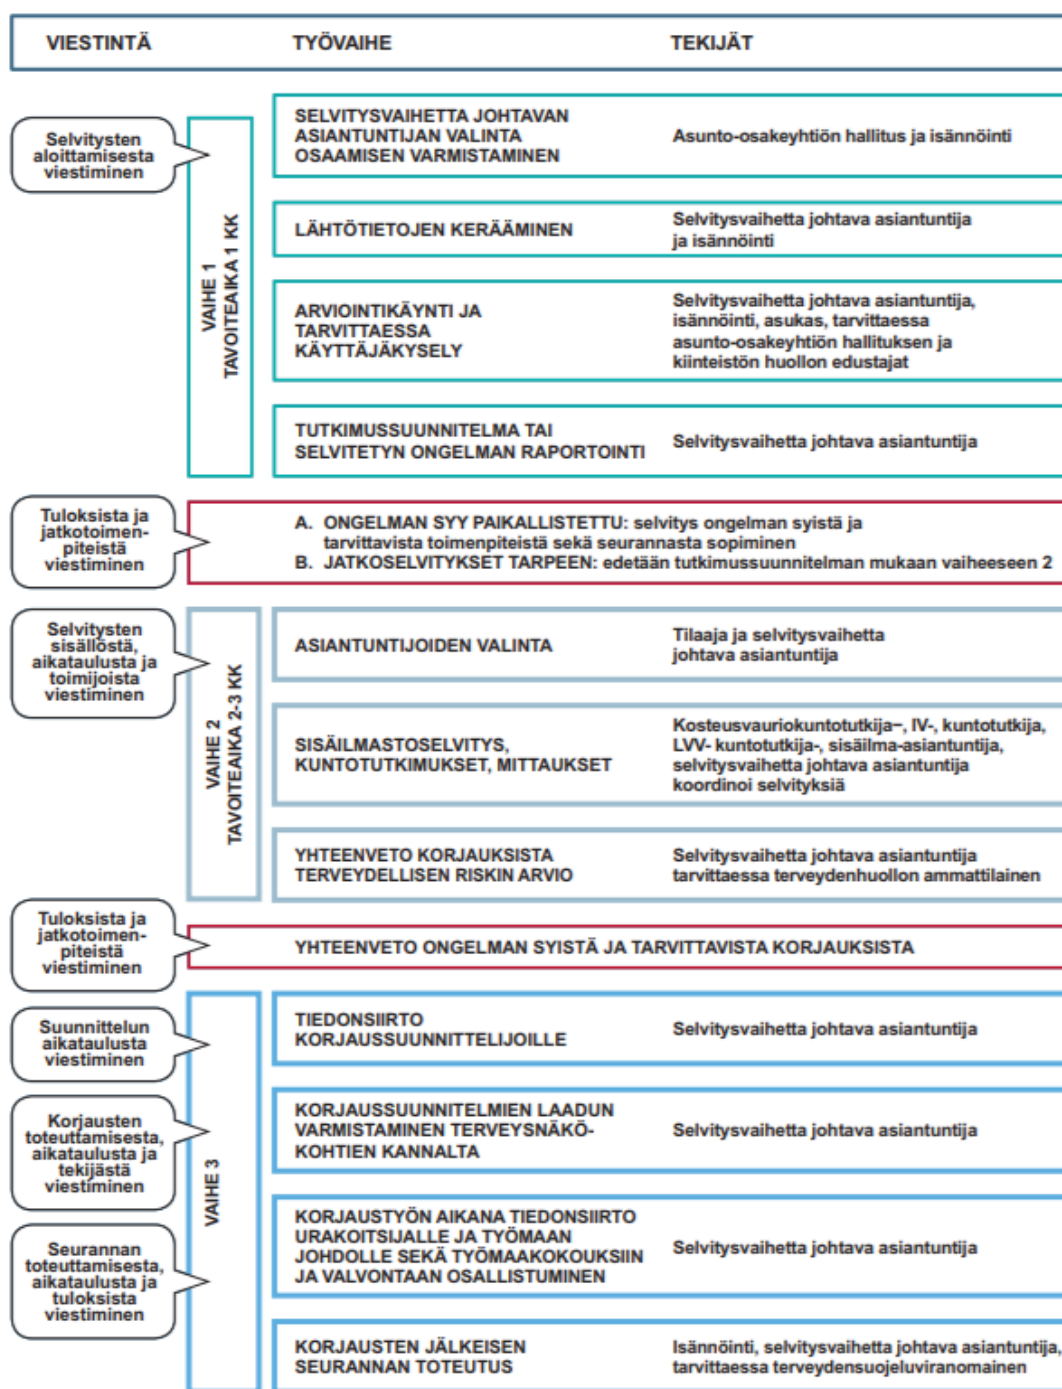 VIESTINTÄ
TYÖVAIHE
TEKIJÄT
Selvitysten
aloittamisesta
viestiminen
VAIHE 1
TAVOITEAIKA 1 KK
SELVITYSVAIHETTA JOHTAVAN
ASIANTUNTIJAN VALINTA
OSAAMISEN VARMISTAMINEN
Asunto-osakeyhtiön hallitus ja isännöinti
LÄHTÖTIETOJEN KERÄÄMINEN
Selvitysvaihetta johtava asiantuntija
ja isännöinti
ARVIOINTIKÄYNTI JA
TARVITTAESSA
KÄYTTÄJÄKYSELY
Selvitysvaihetta johtava asiantuntija,
isännöinti, asukas, tarvittaessa
asunto-osakeyhtiön hallituksen ja
kiinteistön huollon edustajat
TUTKIMUSSUUNNITELMA TAI
SELVITETYN ONGELMAN RAPORTOINTI
Selvitysvaihetta johtava asiantuntija
Tuloksista ja
jatkotoimen-
piteistä
viestiminen
A. ONGELMAN SYY PAIKALLISTETTU: selvitys ongelman syistä ja
tarvittavista toimenpiteistä sekä seurannasta sopiminen
B. JATKOSELVITYKSET TARPEEN: edetään tutkimussuunnitelman mukaan vaiheeseen 2
Selvitysten
sisällöstä,
aikataulusta ja
toimijoista
viestiminen
VAIHE 2
TAVOITEAIKA 2-3 KK
ASIANTUNTIJOIDEN VALINTA
Tilaaja ja selvitysvaihetta
johtava asiantuntija
SISÄILMASTOSELVITYS,
KUNTOTUTKIMUKSET, MITTAUKSET
Kosteusvauriokuntotutkija–, IV-, kuntotutkija,
LVV- kuntotutkija-, sisäilma-asiantuntija,
selvitysvaihetta johtava asiantuntija
koordinoi selvityksiä
YHTEENVETO KORJAUKSISTA
TERVEYDELLISEN RISKIN ARVIO
Selvitysvaihetta johtava asiantuntija
tarvittaessa terveydenhuollon ammattilainen
Tuloksista ja
jatkotoimen-
piteistä
viestiminen
YHTEENVETO ONGELMAN SYISTÄ JA TARVITTAVISTA KORJAUKSISTA
Suunnittelun
aikataulusta
viestiminen
Korjausten
toteuttamisesta,
aikataulusta ja
tekijästä
viestiminen
Seurannan
toteuttamisesta,
aikataulusta ja
tuloksista
viestiminen
VAIHE 3
TIEDONSIIRTO
KORJAUSSUUNNITTELIJOILLE
Selvitysvaihetta johtava asiantuntija
KORJAUSSUUNNITELMIEN LAADUN
VARMISTAMINEN TERVEYSNÄKÖ-
KOHTIEN KANNALTA
Selvitysvaihetta johtava asiantuntija
KORJAUSTYÖN AIKANA TIEDONSIIRTO
URAKOITSIJALLE JA TYÖMAAN
JOHDOLLE SEKÄ TYÖMAAKOKOUKSIIN
JA VALVONTAAN OSALLISTUMINEN
Selvitysvaihetta johtava asiantuntija
KORJAUSTEN JÄLKEISEN
SEURANNAN TOTEUTUS
Isännöinti, selvitysvaihetta johtava asiantuntija,
tarvittaessa terveydensuojeluviranomainen